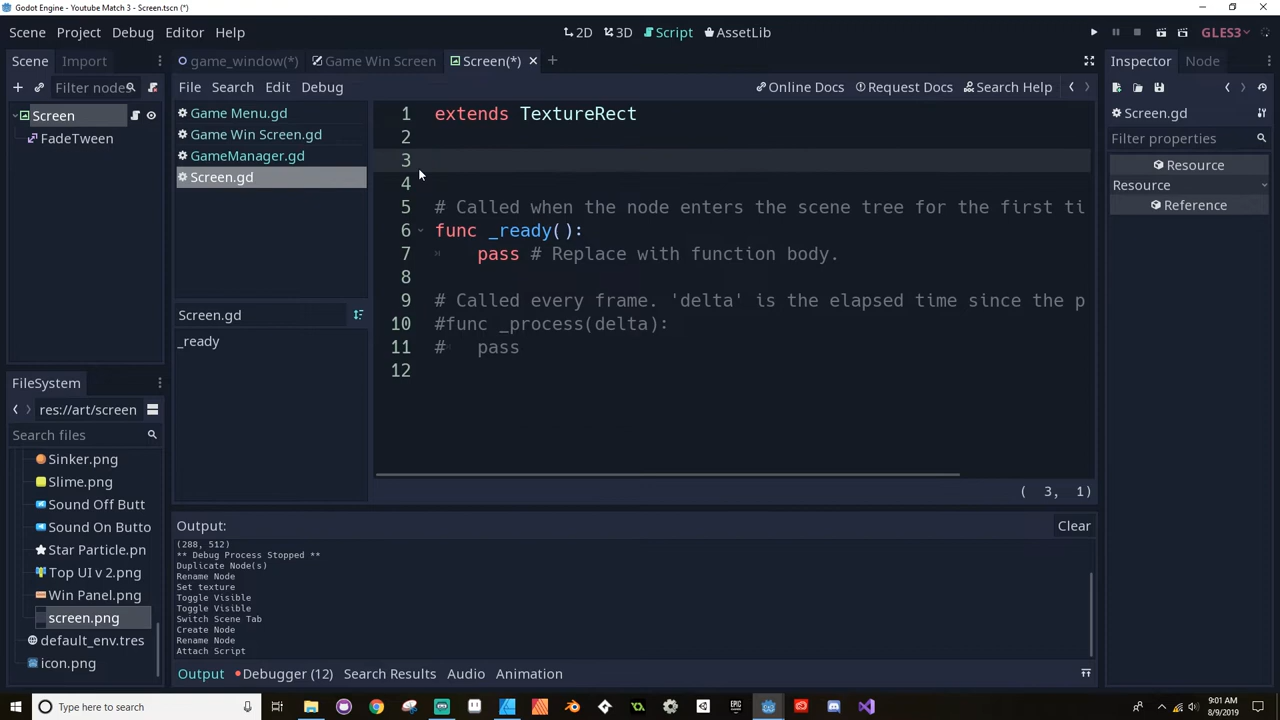 Godot Engine - Youtube Match 3 - Screen.tscn (*)
Scene Project Debug Editor Help
2D 3D Script AssetLib
GLES3
Scene Import
game_window(*) Game Win Screen Screen(*)
Inspector Node
Filter nodes
File Search Edit Debug
Online Docs Request Docs Search Help
Screen
FadeTween
Game Menu.gd
Game Win Screen.gd
GameManager.gd
Screen.gd
Screen.gd
_ready
1 extends TextureRect
2
3
4
5 # Called when the node enters the scene tree for the first ti
6 func _ready():
7 pass # Replace with function body.
8
9 # Called every frame. 'delta' is the elapsed time since the p
10 #func _process(delta):
11 # pass
12
( 3, 1)
Screen.gd
Filter properties
Resource
Resource
Reference
FileSystem
res://art/screen
Search files
Sinker.png
Slime.png
Sound Off Butt
Sound On Butto
Star Particle.pn
Top UI v 2.png
Win Panel.png
screen.png
default_env.tres
icon.png
Output:
Clear
(288, 512)
** Debug Process Stopped **
Duplicate Node(s)
Rename Node
Set texture
Toggle Visible
Toggle Visible
Switch Scene Tab
Create Node
Rename Node
Attach Script
Output Debugger (12) Search Results Audio Animation
Type here to search
9:01 AM
8/9/2019